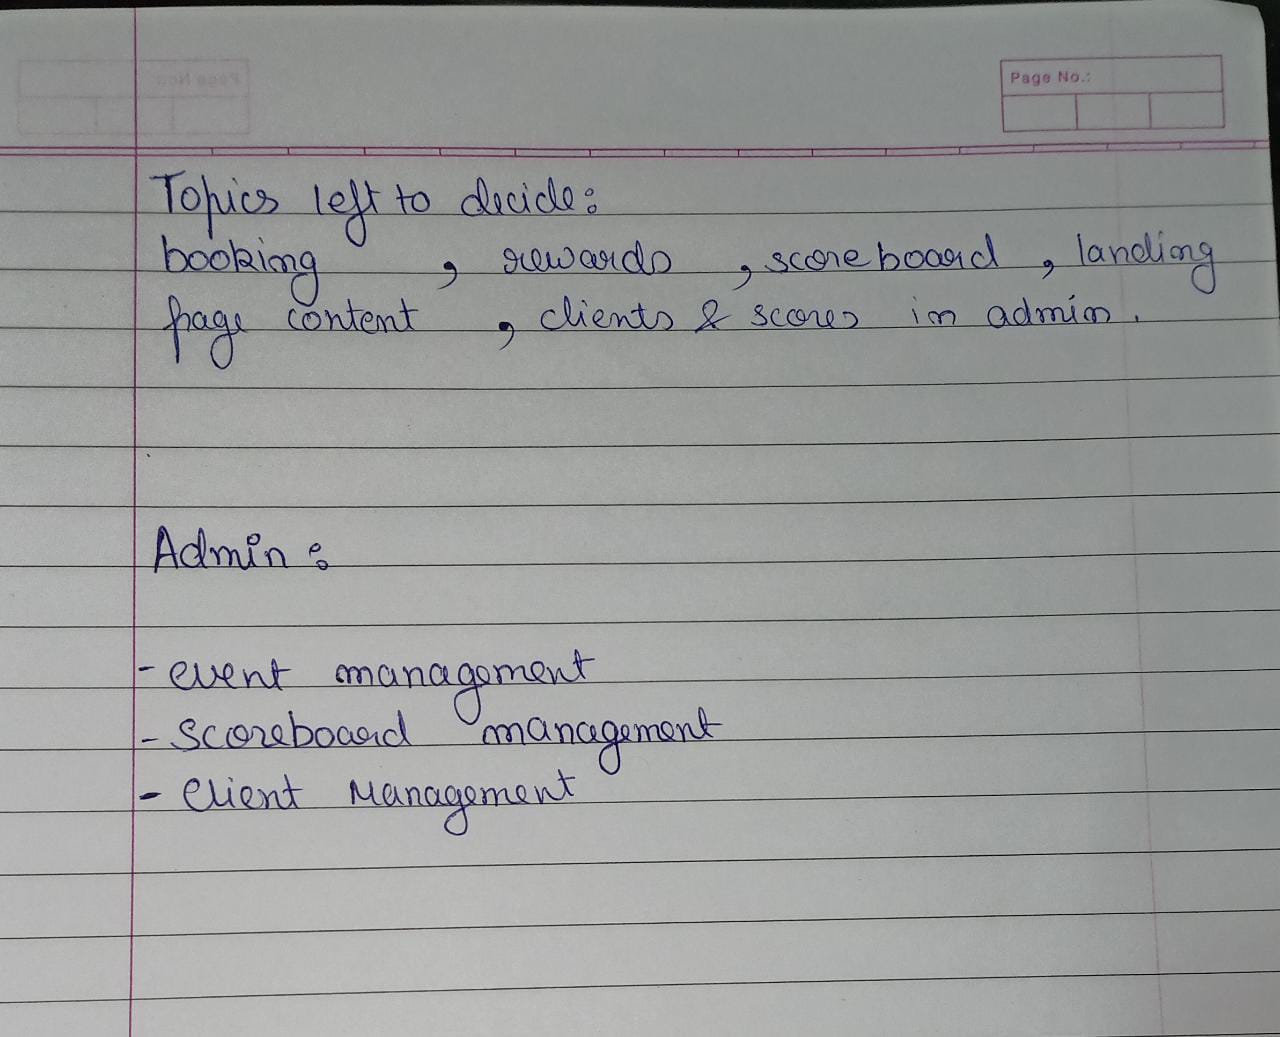 Page No.:
Topics left to decide:
booking , rewards , scoreboard , landing
page content , clients & scores in admin.
Admin :
- event management
- scoreboard management
- client Management